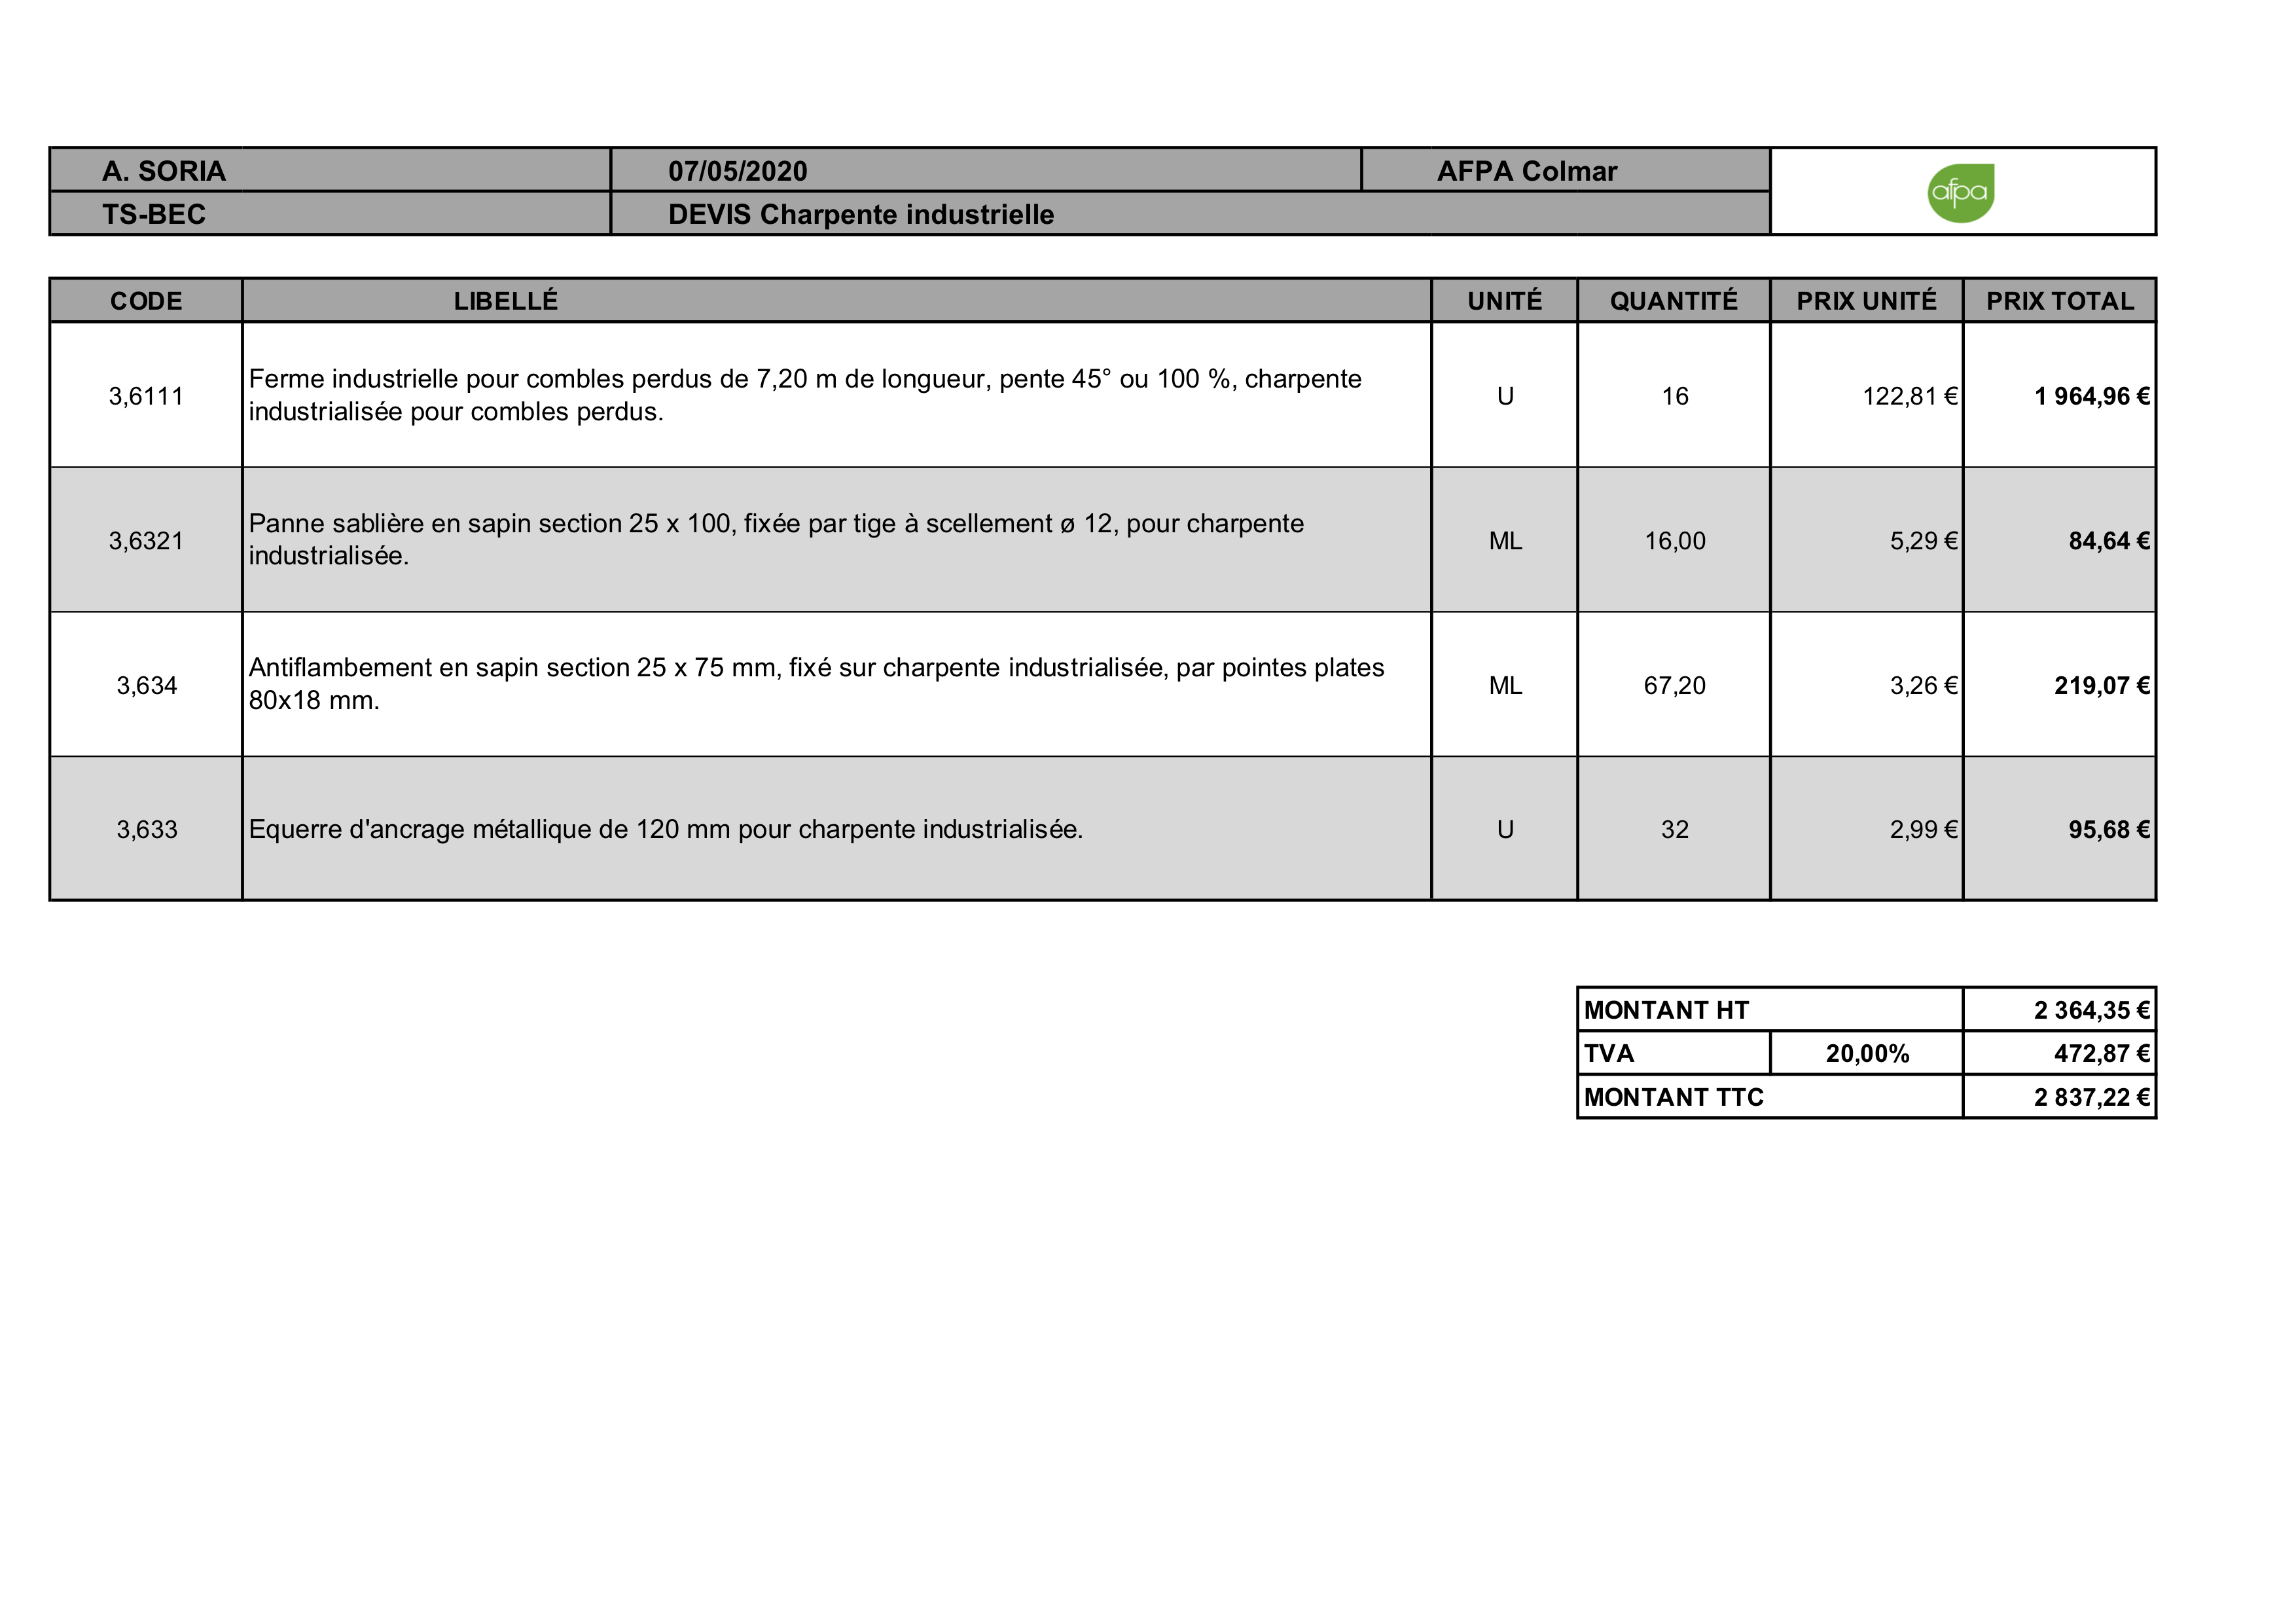 A. SORIA 07/05/2020 AFPA Colmar
afpa
TS-BEC DEVIS Charpente industrielle
CODE LIBELLÉ UNITÉ QUANTITÉ PRIX UNITÉ PRIX TOTAL
Ferme industrielle pour combles perdus de 7,20 m de longueur, pente 45° ou 100 %, charpente
3,6111 industrialisée pour combles perdus. U 16 122,81 € 1 964,96 €
Panne sablière en sapin section 25 x 100, fixée par tige à scellement ø 12, pour charpente
3,6321 industrialisée. ML 16,00 5,29 € 84,64 €
Antiflambement en sapin section 25 x 75 mm, fixé sur charpente industrialisée, par pointes plates
3,634 80x18 mm. ML 67,20 3,26 € 219,07 €
3,633 Equerre d'ancrage métallique de 120 mm pour charpente industrialisée. U 32 2,99 € 95,68 €
MONTANT HT 2 364,35 €
TVA 20,00% 472,87 €
MONTANT TTC 2 837,22 €